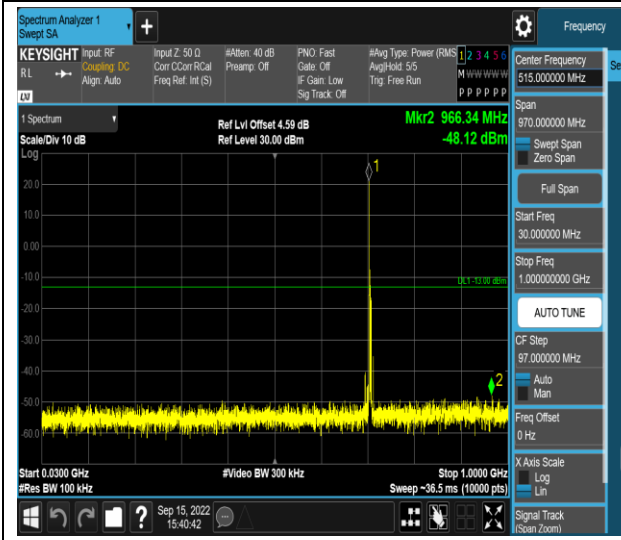 Spectrum Analyzer 1
Swept SA
Frequency
KEYSIGHT
RL
LXI
Input: RF
Coupling: DC
Align: Auto
Input Z: 50 Ω
Corr CCorr RCal
Freq Ref: Int (S)
#Atten: 40 dB
Preamp: Off
PNO: Fast
Gate: Off
IF Gain: Low
Sig Track: Off
#Avg Type: Power (RMS
Avg|Hold: 5/5
Trig: Free Run
1 2 3 4 5 6
M W W W W W
P P P P P P
1 Spectrum
Scale/Div 10 dB
Log
Ref Lvl Offset 4.59 dB
Ref Level 30.00 dBm
Mkr2 966.34 MHz
-48.12 dBm
1
20.0
10.0
0.00
-10.0
DL1 -13.00 dBm
-20.0
-30.0
-40.0
2
-50.0
-60.0
Start 0.0300 GHz
#Res BW 100 kHz
#Video BW 300 kHz
Stop 1.0000 GHz
Sweep ~36.5 ms (10000 pts)
?
Sep 15, 2022
15:40:42
Center Frequency
515.000000 MHz
Span
970.000000 MHz
Swept Span
Zero Span
Full Span
Start Freq
30.000000 MHz
Stop Freq
1.000000000 GHz
AUTO TUNE
CF Step
97.000000 MHz
Auto
Man
Freq Offset
0 Hz
X Axis Scale
Log
Lin
Signal Track
(Span Zoom)
Se